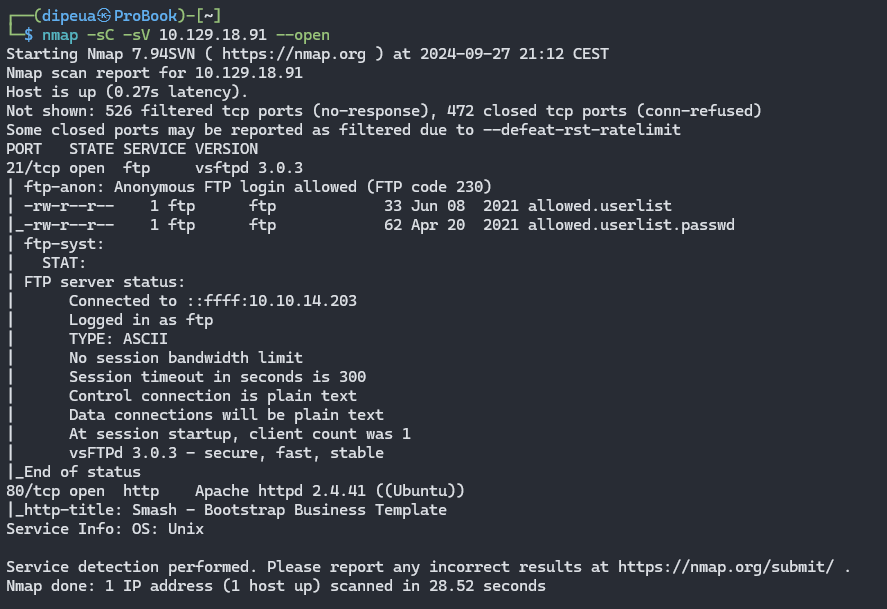 ┌──(dipeua㉿ProBook)-[~]
└─$ nmap -sC -sV 10.129.18.91 --open
Starting Nmap 7.94SVN ( https://nmap.org ) at 2024-09-27 21:12 CEST
Nmap scan report for 10.129.18.91
Host is up (0.27s latency).
Not shown: 526 filtered tcp ports (no-response), 472 closed tcp ports (conn-refused)
Some closed ports may be reported as filtered due to --defeat-rst-ratelimit
PORT   STATE SERVICE VERSION
21/tcp open  ftp     vsftpd 3.0.3
| ftp-anon: Anonymous FTP login allowed (FTP code 230)
| -rw-r--r--    1 ftp      ftp            33 Jun 08  2021 allowed.userlist
|_-rw-r--r--    1 ftp      ftp            62 Apr 20  2021 allowed.userlist.passwd
| ftp-syst:
|   STAT:
| FTP server status:
|      Connected to ::ffff:10.10.14.203
|      Logged in as ftp
|      TYPE: ASCII
|      No session bandwidth limit
|      Session timeout in seconds is 300
|      Control connection is plain text
|      Data connections will be plain text
|      At session startup, client count was 1
|      vsFTPd 3.0.3 - secure, fast, stable
|_End of status
80/tcp open  http    Apache httpd 2.4.41 ((Ubuntu))
|_http-title: Smash - Bootstrap Business Template
Service Info: OS: Unix

Service detection performed. Please report any incorrect results at https://nmap.org/submit/ .
Nmap done: 1 IP address (1 host up) scanned in 28.52 seconds